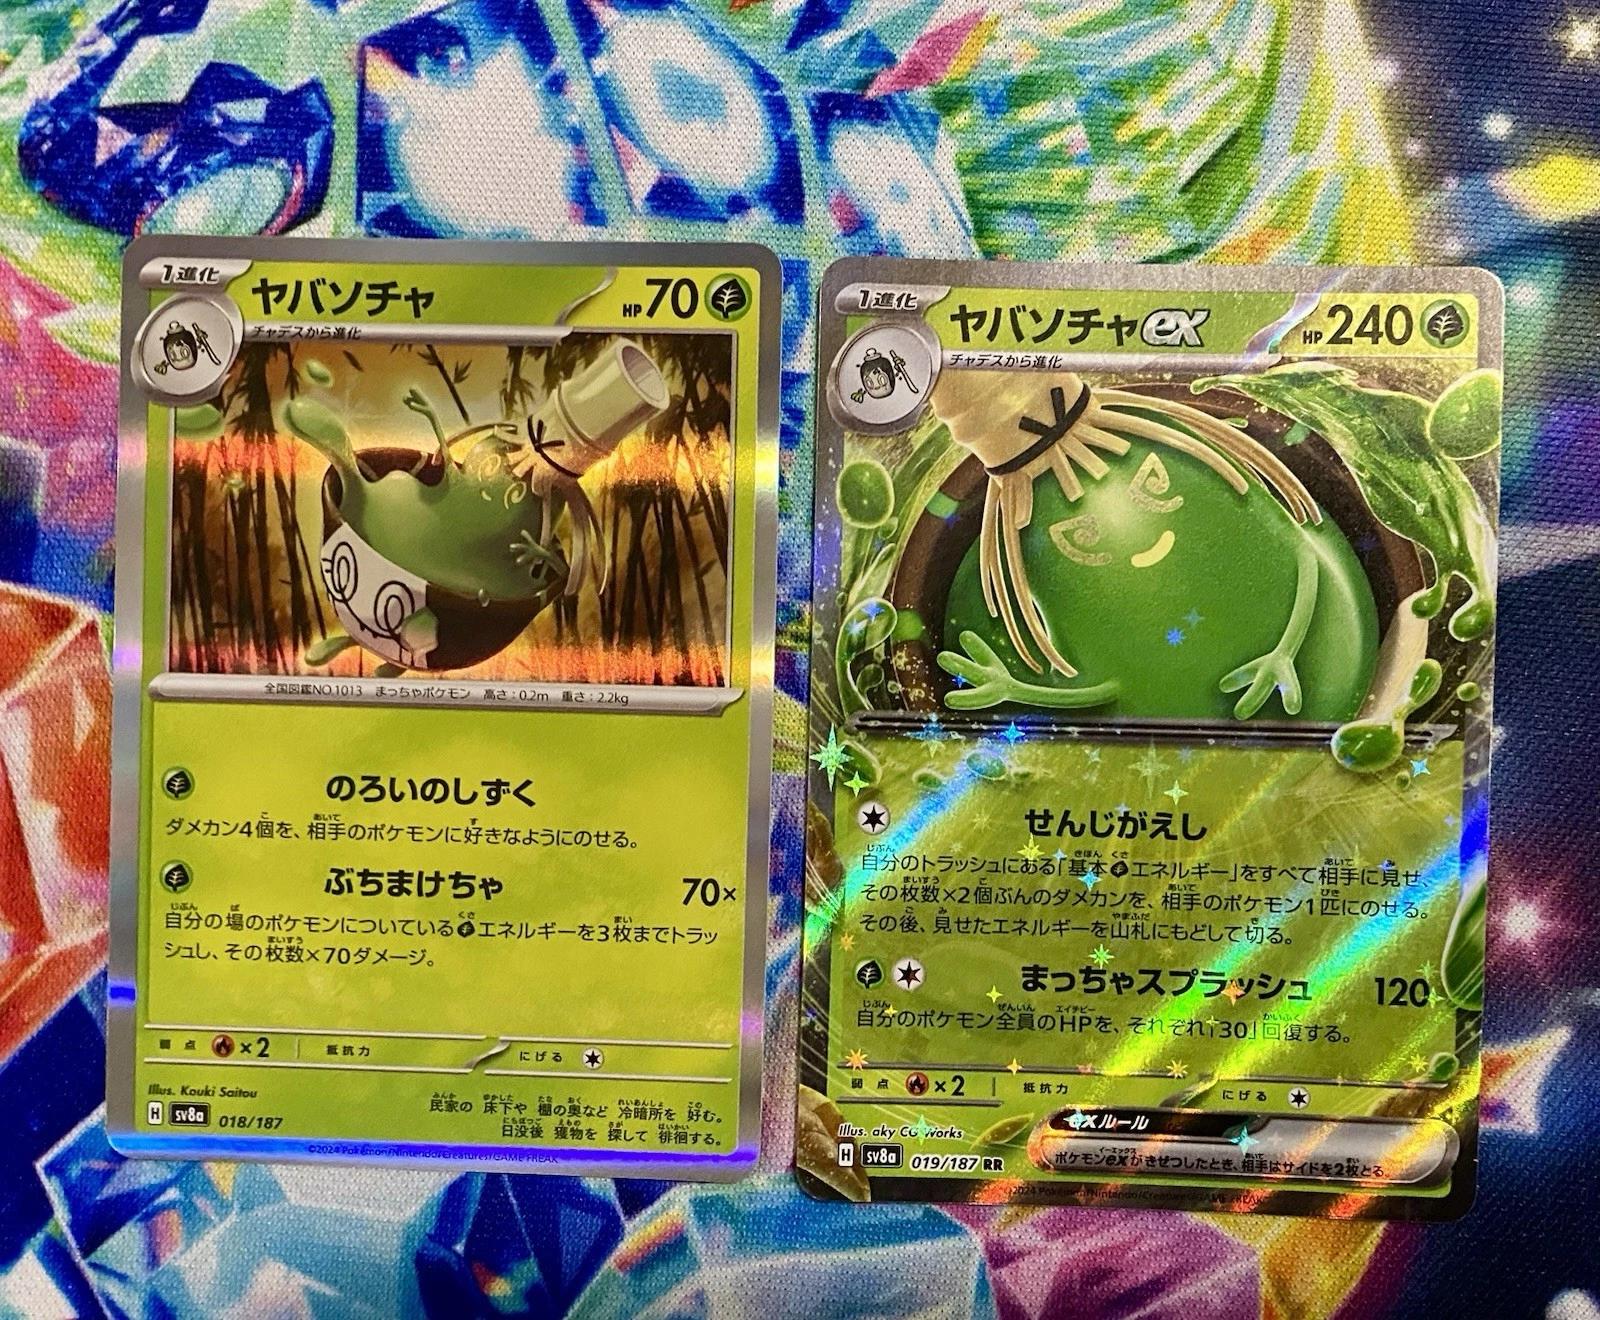 1進化
ヤバソチャ
HP70
チャデスから進化
全国図鑑NO.1013 まっちゃポケモン 高さ:0.2m 重さ:2.2kg
のろいのしずく
ダメカン4個を、相手のポケモンに好きなようにのせる。
ぶちまけちゃ 70×
自分の場のポケモンについているエネルギーを3枚までトラッ
シュし、その枚数×70ダメージ。
弱点 ×2 抵抗力 にげる
Illus. Kouki Saitou
H sv8a 018/187
民家の 床下や 棚の奥など 冷暗所を 好む。
日没後 獲物を 探して 徘徊する。
©2024 Pokémon/Nintendo/Creatures/GAME FREAK
1進化
ヤバソチャex
HP240
チャデスから進化
せんじがえし
自分のトラッシュにある「基本エネルギー」をすべて相手に見せ、
その枚数×2個ぶんのダメカンを、相手のポケモン1匹にのせる。
その後、見せたエネルギーを山札にもどして切る。
まっちゃスプラッシュ 120
自分のポケモン全員のHPを、それぞれ「30」回復する。
弱点 ×2 抵抗力 にげる
exルール
ポケモンexがきぜつしたとき、相手はサイドを2枚とる。
Illus. aky CG Works
H sv8a 019/187 RR
©2024 Pokémon/Nintendo/Creatures/GAME FREAK